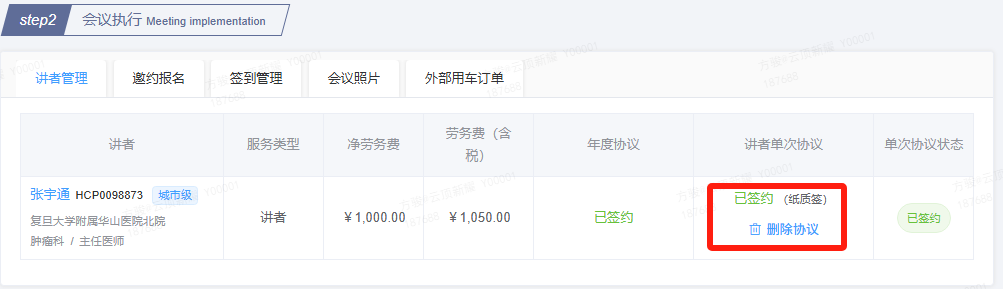 step2 会议执行 Meeting implementation
讲者管理 邀约报名 签到管理 会议照片 外部用车订单
讲者 服务类型 净劳务费 劳务费（含税） 年度协议 讲者单次协议 单次协议状态
张宇通 HCP0098873 城市级
复旦大学附属华山医院北院
肿瘤科 / 主任医师
讲者
￥1,000.00
￥1,050.00
已签约
已签约 （纸质签）
删除协议
已签约